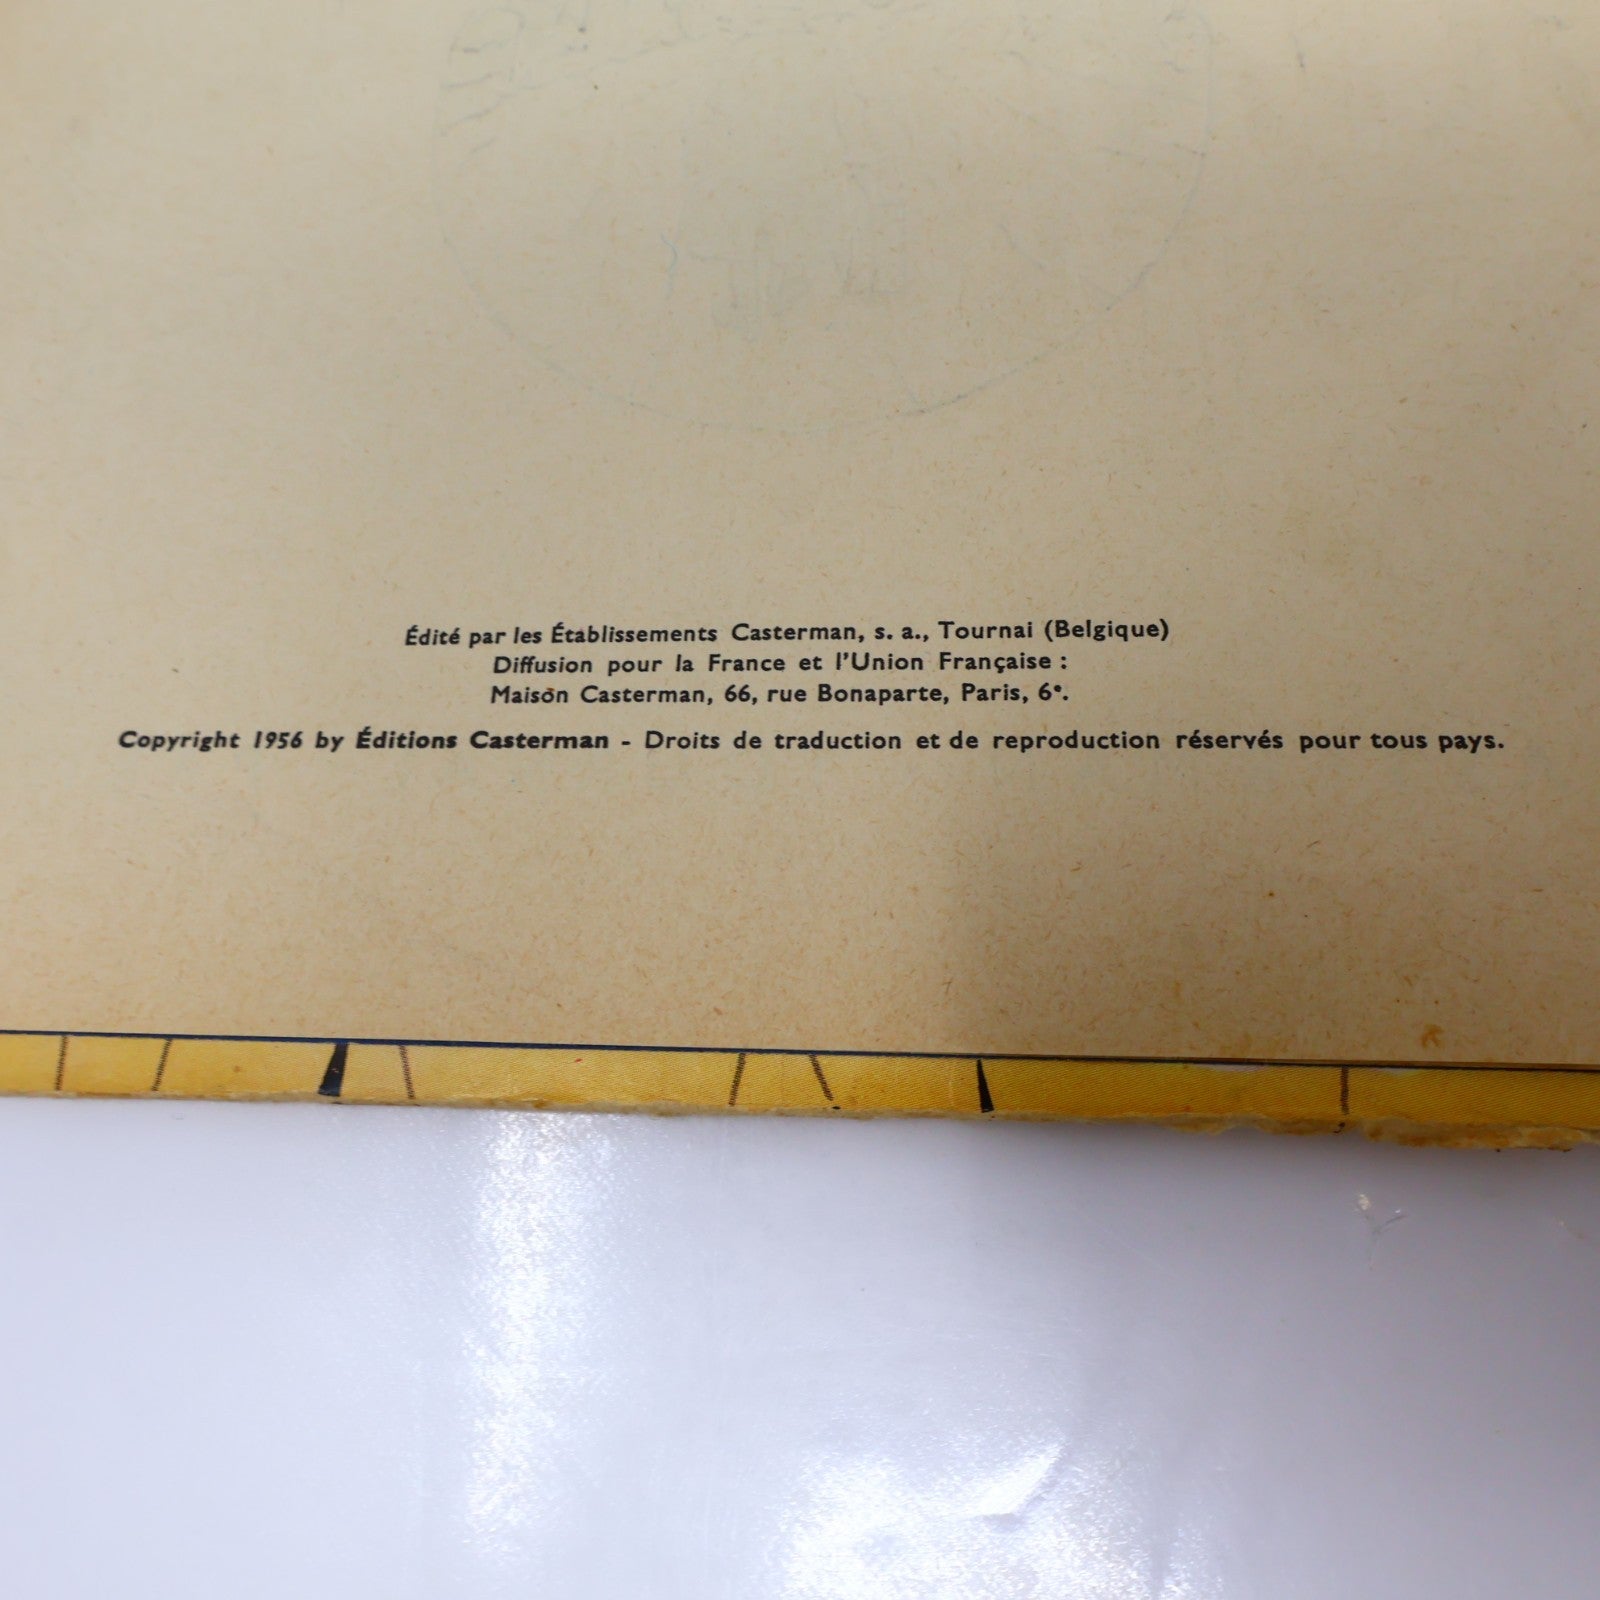 Édité par les Établissements Casterman, s. a., Tournai (Belgique)
Diffusion pour la France et l'Union Française :
Maison Casterman, 66, rue Bonaparte, Paris, 6e.
Copyright 1956 by Éditions Casterman - Droits de traduction et de reproduction réservés pour tous pays.